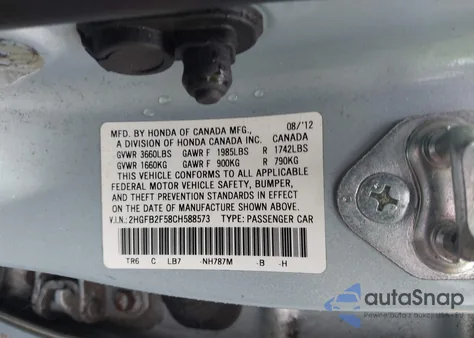 MFD. BY HONDA OF CANADA MFG., 08/'12
A DIVISION OF HONDA CANADA INC. CANADA
GVWR 3660LBS GAWR F 1985LBS R 1742LBS
GVWR 1660KG GAWR F 900KG R 790KG
THIS VEHICLE CONFORMS TO ALL APPLICABLE
FEDERAL MOTOR VEHICLE SAFETY, BUMPER,
AND THEFT PREVENTION STANDARDS IN EFFECT
ON THE DATE OF MANUFACTURE SHOWN ABOVE.
V.I.N.: 2HGFB2F58CH588573 TYPE: PASSENGER CAR
TR6 C LB7 -NH787M -B -H
autoSnap